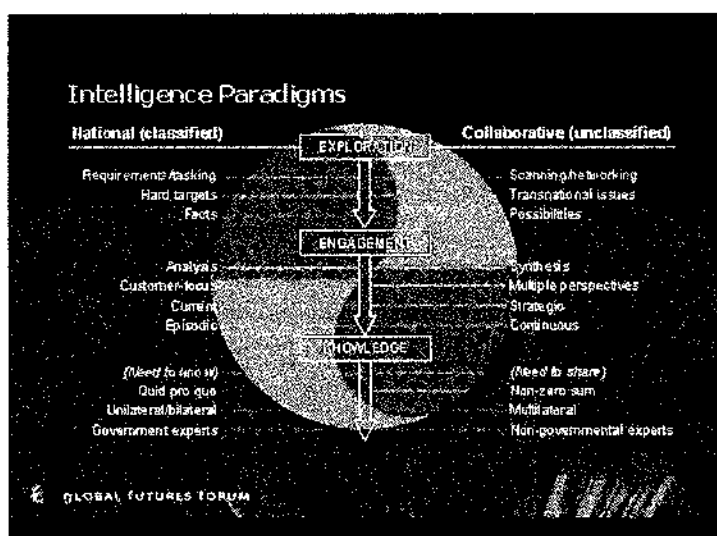 Intelligence Paradigms
National (classified)
Collaborative (unclassified)
EXPLORATION
Requirements/tasking
Hard targets
Facts
Scanning/networking
Transnational issues
Possibilities
ENGAGEMENT
Analysis
Customer-focus
Current
Episodic
Synthesis
Multiple perspectives
Strategic
Continuous
KNOWLEDGE
(Need to know)
Quid pro quo
Unilateral/bilateral
Government experts
(Need to share)
Non-zero-sum
Multilateral
Non-governmental experts
GLOBAL FUTURES FORUM